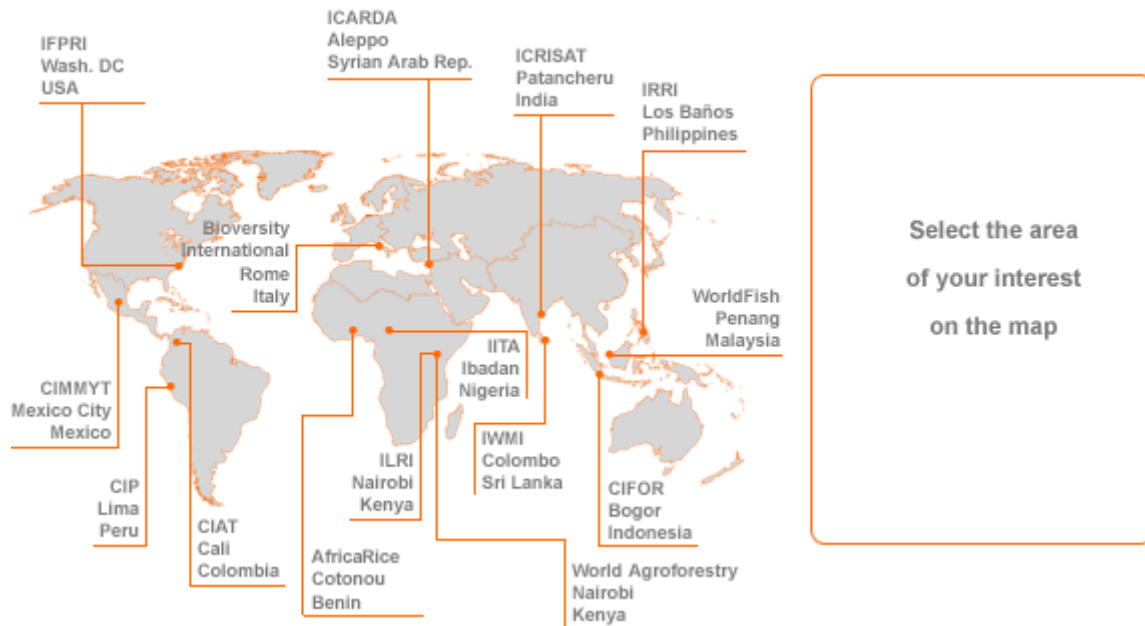 ICARDA
Aleppo
Syrian Arab Rep.
IFPRI
Wash. DC
USA
ICRISAT
Patancheru
India
IRRI
Los Baños
Philippines
Bioversity
International
Rome
Italy
Select the area
of your interest
on the map
WorldFish
Penang
Malaysia
IITA
Ibadan
Nigeria
CIMMYT
Mexico City
Mexico
IWMI
Colombo
Sri Lanka
ILRI
Nairobi
Kenya
CIP
Lima
Peru
CIFOR
Bogor
Indonesia
CIAT
Cali
Colombia
AfricaRice
Cotonou
Benin
World Agroforestry
Nairobi
Kenya